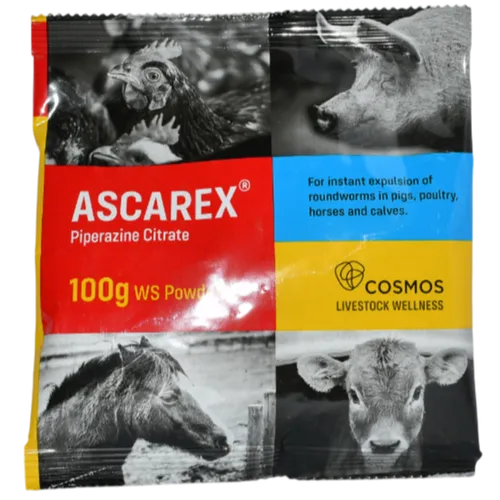 ASCAREX®
Piperazine Citrate
100g WS Powd
For instant expulsion of
roundworms in pigs, poultry,
horses and calves.
COSMOS
LIVESTOCK WELLNESS